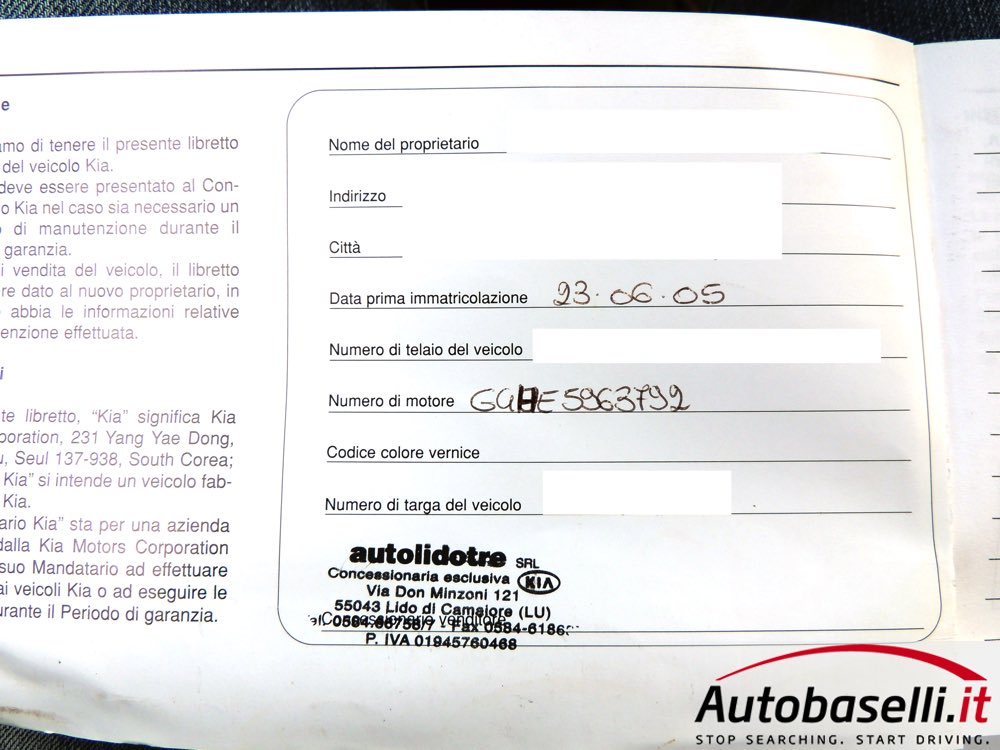 e
amo di tenere il presente libretto
del veicolo Kia.
deve essere presentato al Con-
o Kia nel caso sia necessario un
o di manutenzione durante il
garanzia.
i vendita del veicolo, il libretto
re dato al nuovo proprietario, in
abbia le informazioni relative
enzione effettuata.
i
te libretto, “Kia” significa Kia
poration, 231 Yang Yae Dong,
u, Seul 137-938, South Corea;
Kia” si intende un veicolo fab-
Kia.
ario Kia” sta per una azienda
dalla Kia Motors Corporation
suo Mandatario ad effettuare
ai veicoli Kia o ad eseguire le
urante il Periodo di garanzia.
Nome del proprietario
Indirizzo
Città
Data prima immatricolazione 23.06.05
Numero di telaio del veicolo
Numero di motore G4HE5963792
Codice colore vernice
Numero di targa del veicolo
autolidotre SRL
Concessionaria esclusiva KIA
Via Don Minzoni 121
55043 Lido di Camaiore (LU)
Concessionario venditore
Fax 0584-6186
P. IVA 01945760468
Autobaselli.it
STOP SEARCHING. START DRIVING.